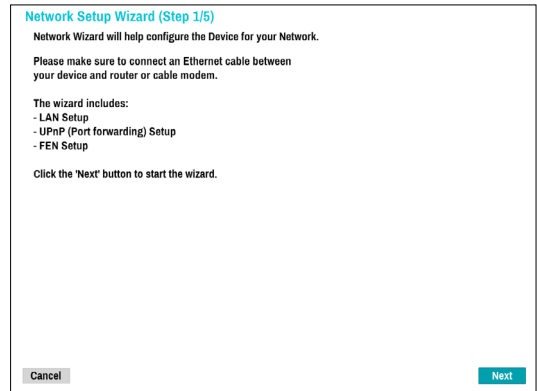 Network Setup Wizard (Step 1/5)
Network Wizard will help configure the Device for your Network.
Please make sure to connect an Ethernet cable between
your device and router or cable modem.
The wizard includes:
- LAN Setup
- UPnP (Port forwarding) Setup
- FEN Setup
Click the 'Next' button to start the wizard.
Cancel
Next